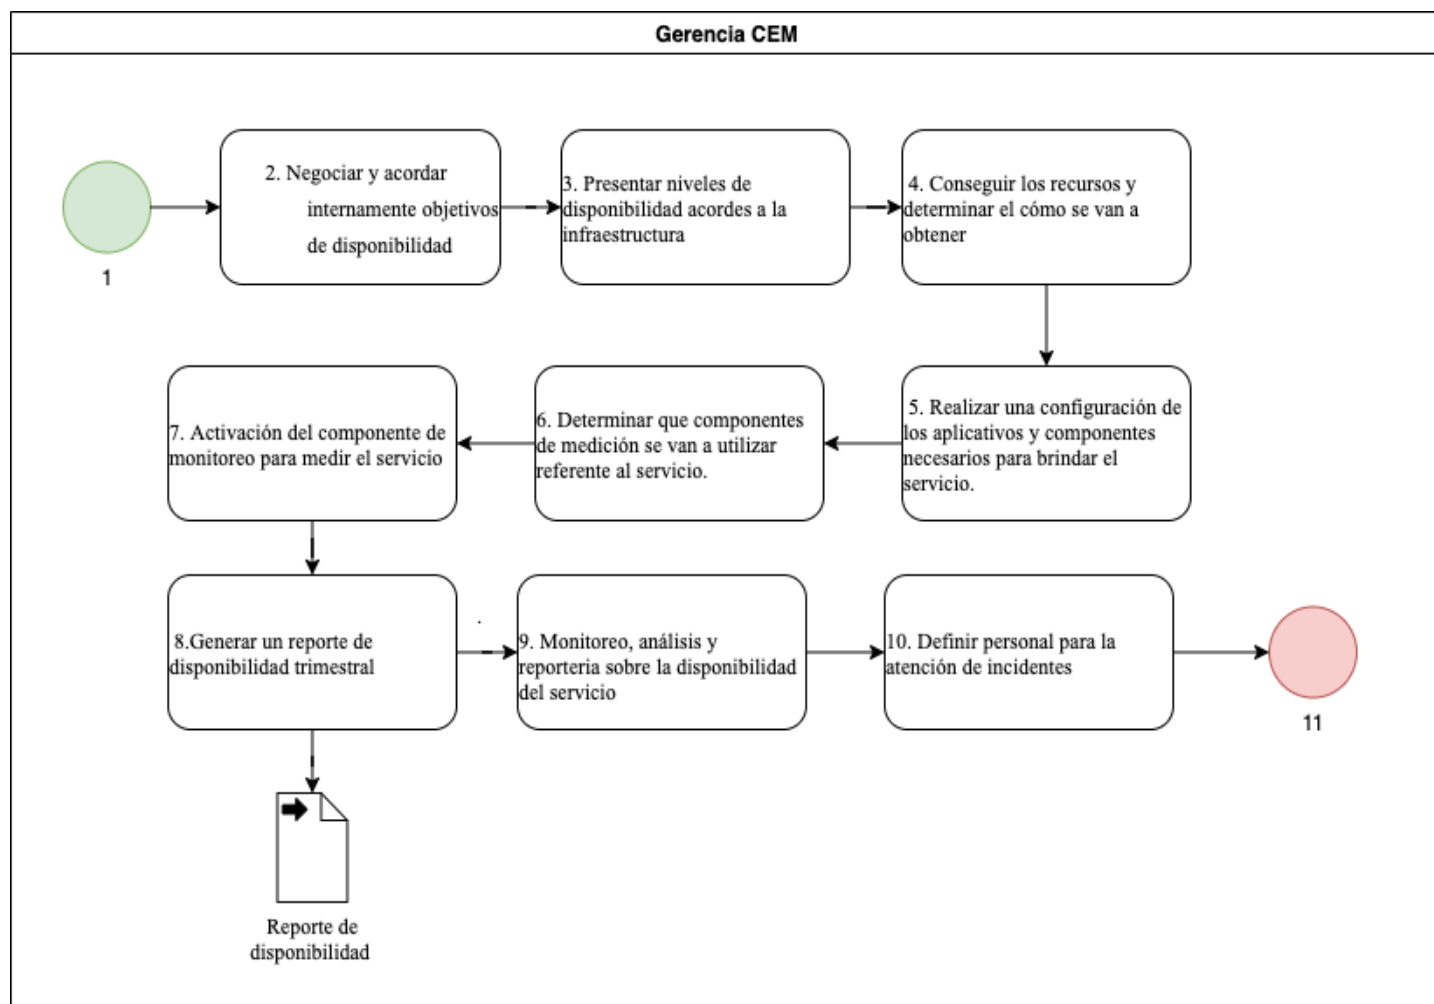 Gerencia CEM
1
2. Negociar y acordar
internamente objetivos
de disponibilidad
3. Presentar niveles de
disponibilidad acordes a la
infraestructura
4. Conseguir los recursos y
determinar el cómo se van a
obtener
5. Realizar una configuración de
los aplicativos y componentes
necesarios para brindar el
servicio.
6. Determinar que componentes
de medición se van a utilizar
referente al servicio.
7. Activación del componente de
monitoreo para medir el servicio
8.Generar un reporte de
disponibilidad trimestral
.
9. Monitoreo, análisis y
reporteria sobre la disponibilidad
del servicio
10. Definir personal para la
atención de incidentes
11
Reporte de
disponibilidad